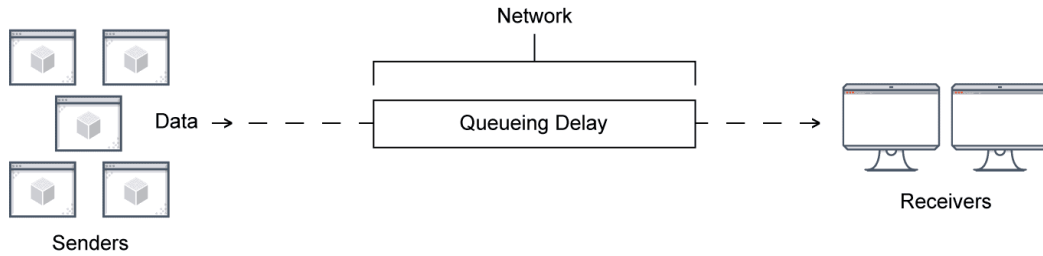 Network
Data
Queueing Delay
Senders
Receivers